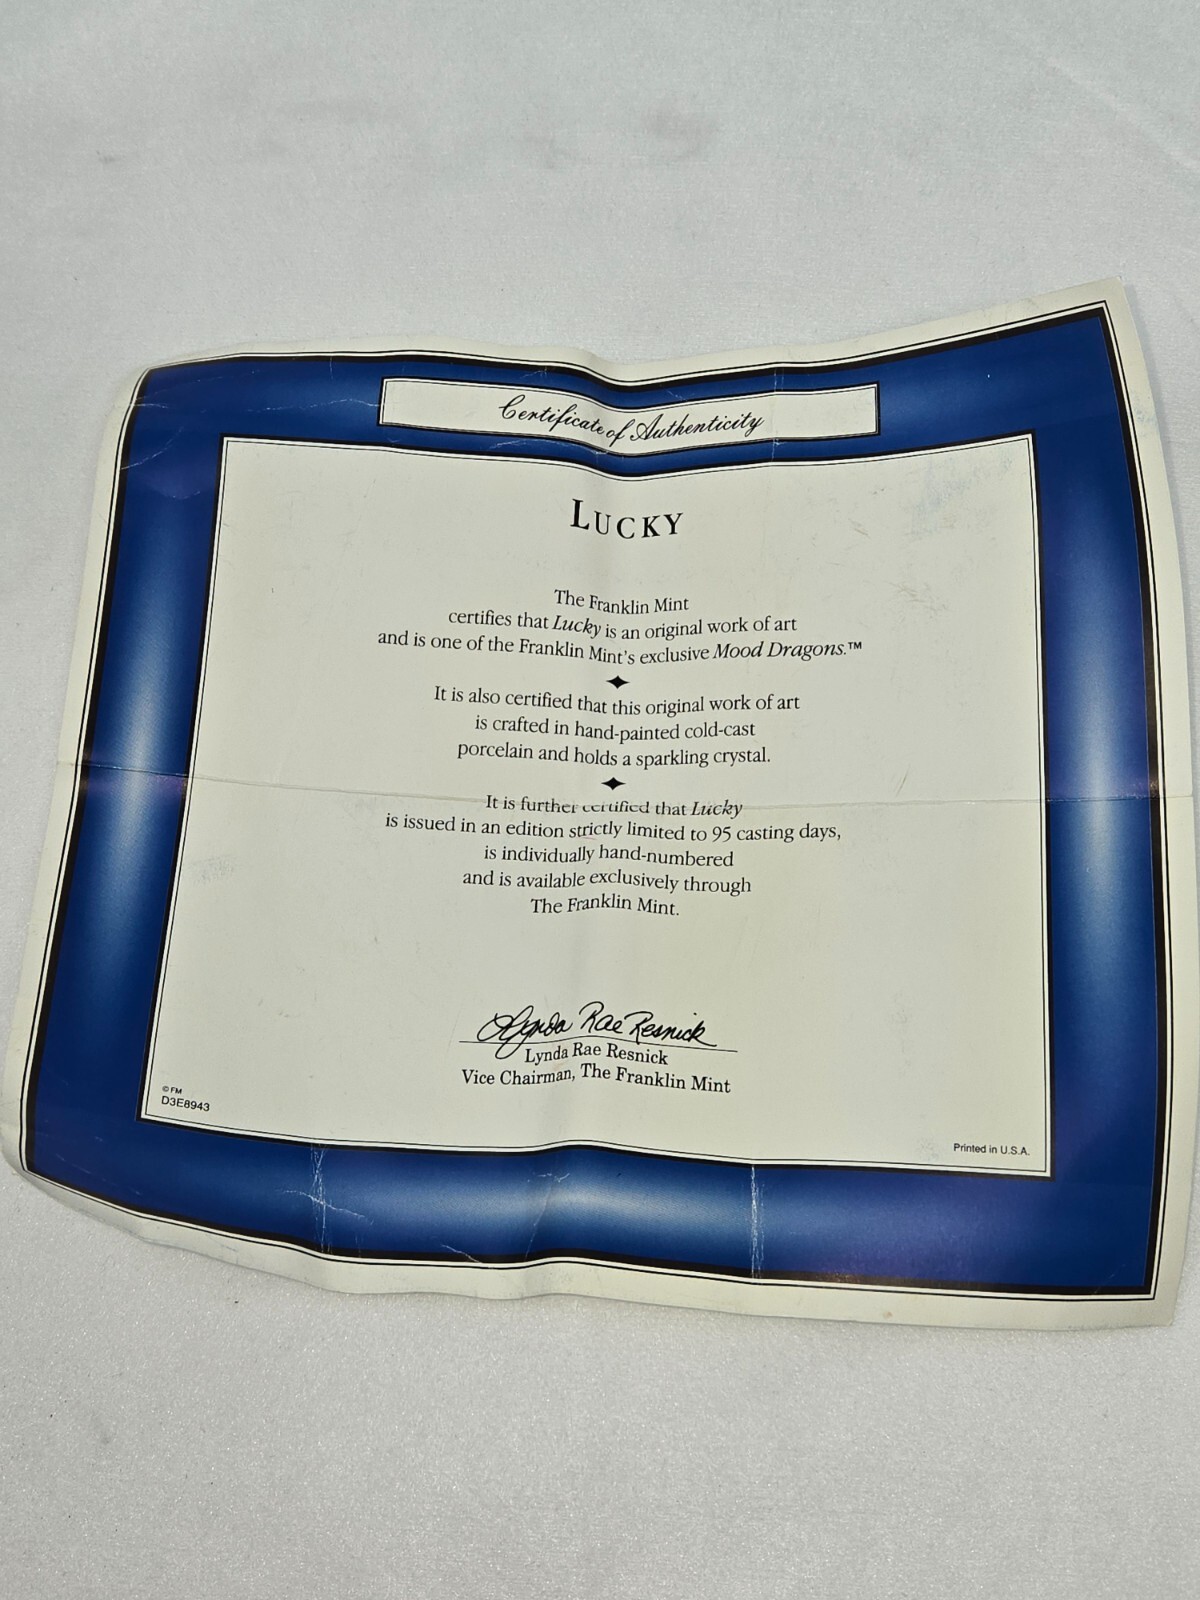 Certificate of Authenticity
LUCKY
The Franklin Mint
certifies that Lucky is an original work of art
and is one of the Franklin Mint's exclusive Mood Dragons.™
It is also certified that this original work of art
is crafted in hand-painted cold-cast
porcelain and holds a sparkling crystal.
It is further certified that Lucky
is issued in an edition strictly limited to 95 casting days,
is individually hand-numbered
and is available exclusively through
The Franklin Mint.
Lynda Rae Resnick
Lynda Rae Resnick
Vice Chairman, The Franklin Mint
© FM
D3E8943
Printed in U.S.A.